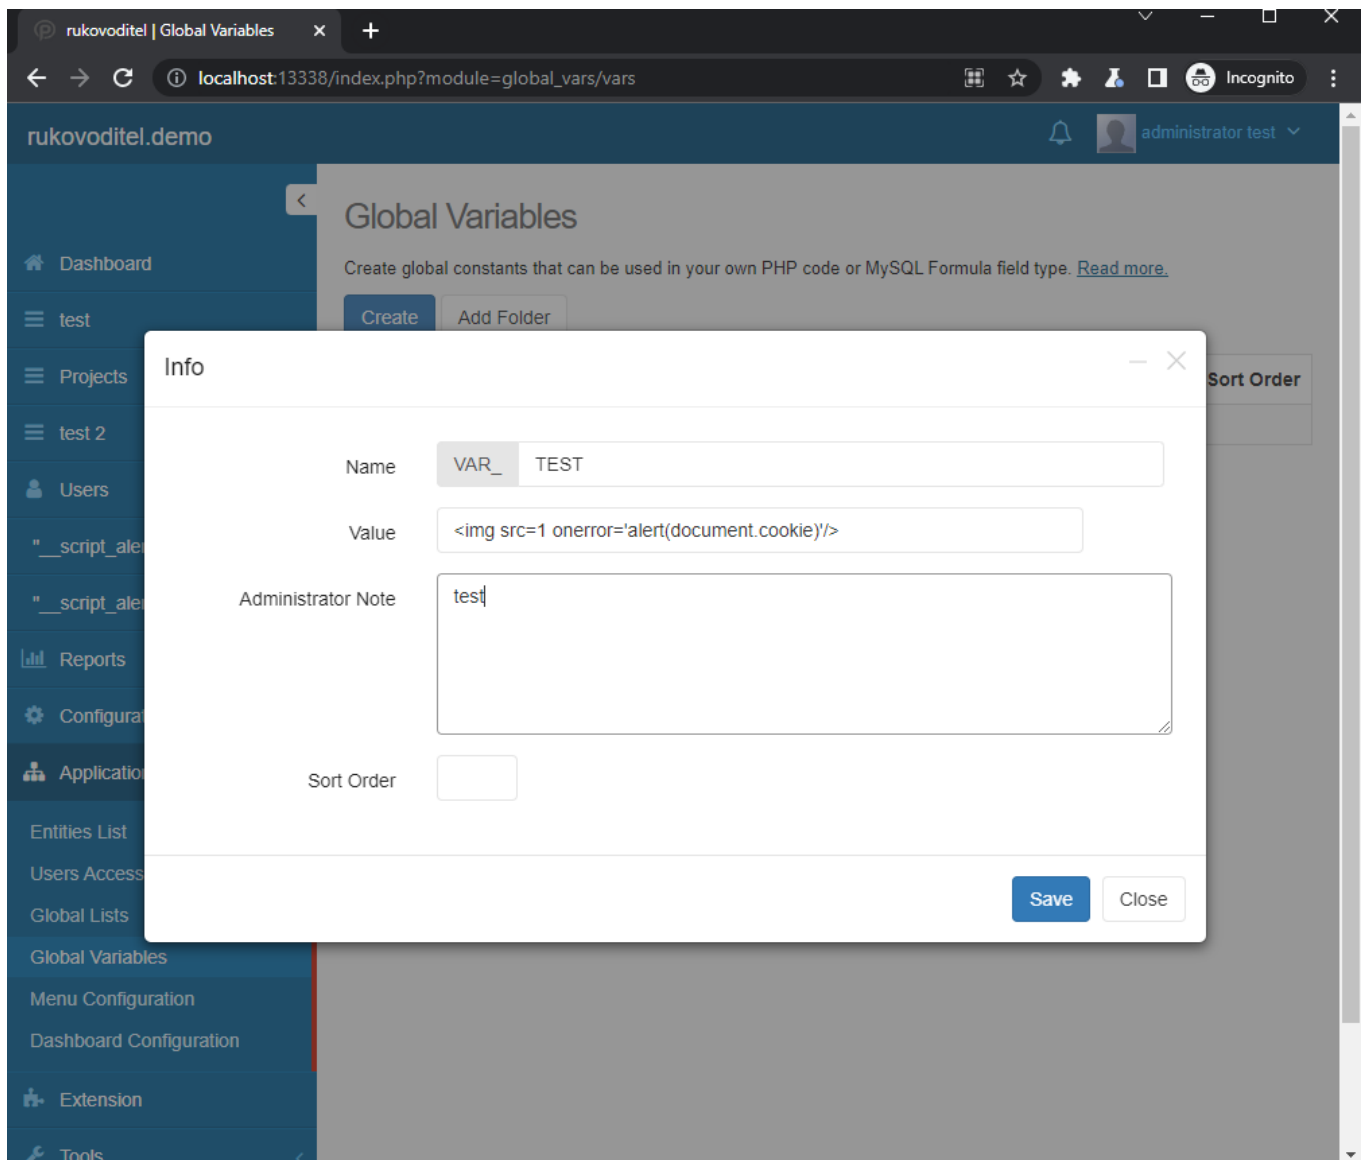 rukovoditel | Global Variables
localhost:13338/index.php?module=global_vars/vars
Incognito
rukovoditel.demo
administrator test
Global Variables
Create global constants that can be used in your own PHP code or MySQL Formula field type. Read more.
Create
Add Folder
Dashboard
test
Projects
test 2
Users
"__script_aler
"__script_aler
Reports
Configurat
Application
Entities List
Users Access
Global Lists
Global Variables
Menu Configuration
Dashboard Configuration
Extension
Tools
Sort Order
Info
Name VAR_ TEST
Value <img src=1 onerror='alert(document.cookie)'/>
Administrator Note test
Sort Order
Save
Close